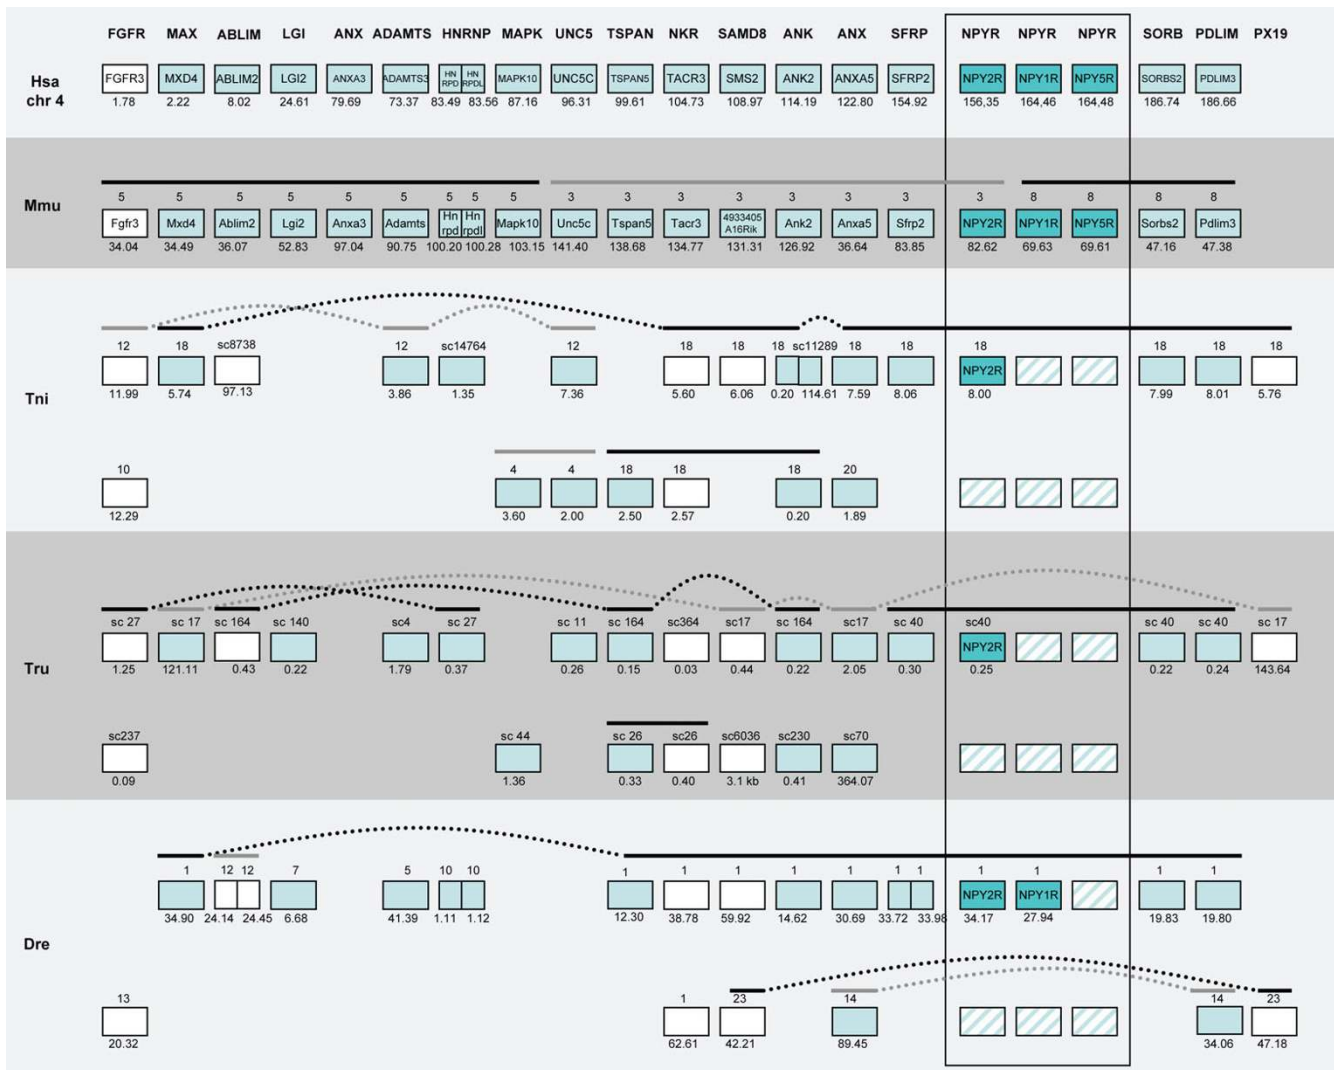 FGFR MAX ABLIM LGI ANX ADAMTS HNRNP MAPK UNC5 TSPAN NKR SAMD8 ANK ANX SFRP NPYR NPYR NPYR SORB PDLIM PX19
Hsa chr 4
FGFR3 MXD4 ABLIM2 LGI2 ANXA3 ADAMTS3 HN RPD HN RPDL MAPK10 UNC5C TSPAN5 TACR3 SMS2 ANK2 ANXA5 SFRP2 NPY2R NPY1R NPY5R SORBS2 PDLIM3
1.78 2.22 8.02 24.61 79.69 73.37 83.49 83.56 87.16 96.31 99.61 104.73 108.97 114.19 122.80 154.92 156,35 164,46 164,48 186.74 186.66
Mmu
5 5 5 5 5 5 5 5 5 3 3 3 3 3 3 3 3 8 8 8 8
Fgfr3 Mxd4 Ablim2 Lgi2 Anxa3 Adamts Hn rpd Hn rpdl Mapk10 Unc5c Tspan5 Tacr3 4933405 A16Rik Ank2 Anxa5 Sfrp2 NPY2R NPY1R NPY5R Sorbs2 Pdlim3
34.04 34.49 36.07 52.83 97.04 90.75 100.20 100.28 103.15 141.40 138.68 134.77 131.31 126.92 36.64 83.85 82.62 69.63 69.61 47.16 47.38
12 18 sc8738 12 sc14764 12 18 18 18 sc11289 18 18 18 18 18 18
Tni
NPY2R
11.99 5.74 97.13 3.86 1.35 7.36 5.60 6.06 0.20 114.61 7.59 8.06 8.00 7.99 8.01 5.76
10 4 4 18 18 18 20
12.29 3.60 2.00 2.50 2.57 0.20 1.89
sc 27 sc 17 sc 164 sc 140 sc4 sc 27 sc 11 sc 164 sc364 sc17 sc 164 sc 17 sc 40 sc40 sc 40 sc 40 sc 17
Tru
NPY2R
1.25 121.11 0.43 0.22 1.79 0.37 0.26 0.15 0.03 0.44 0.22 2.05 0.30 0.25 0.22 0.24 143.64
sc237 sc 44 sc 26 sc26 sc6036 sc230 sc70
0.09 1.36 0.33 0.40 3.1 kb 0.41 364.07
1 12 12 7 5 10 10 1 1 1 1 1 1 1 1 1 1 1
NPY2R NPY1R
34.90 24.14 24.45 6.68 41.39 1.11 1.12 12.30 38.78 59.92 14.62 30.69 33.72 33.98 34.17 27.94 19.83 19.80
Dre
13 1 23 14 14 23
20.32 62.61 42.21 89.45 34.06 47.18